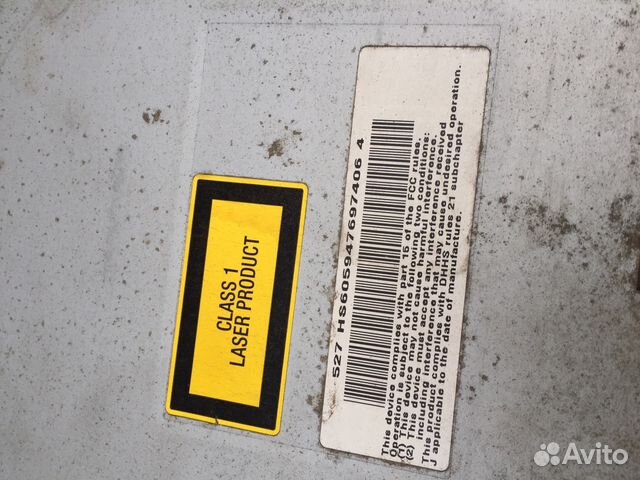 CLASS 1
LASER PRODUCT
527 HS6059476974064
This device complies with part 16 of the FCC rules.
Operation is subject to the following two conditions:
(1) This device may not cause harmful interference.
(2) This device must accept any interference received
including interference that may cause undesired operation.
This product complies with DHHS rules 21 subchapter
J applicable to the date of manufacture.
Avito